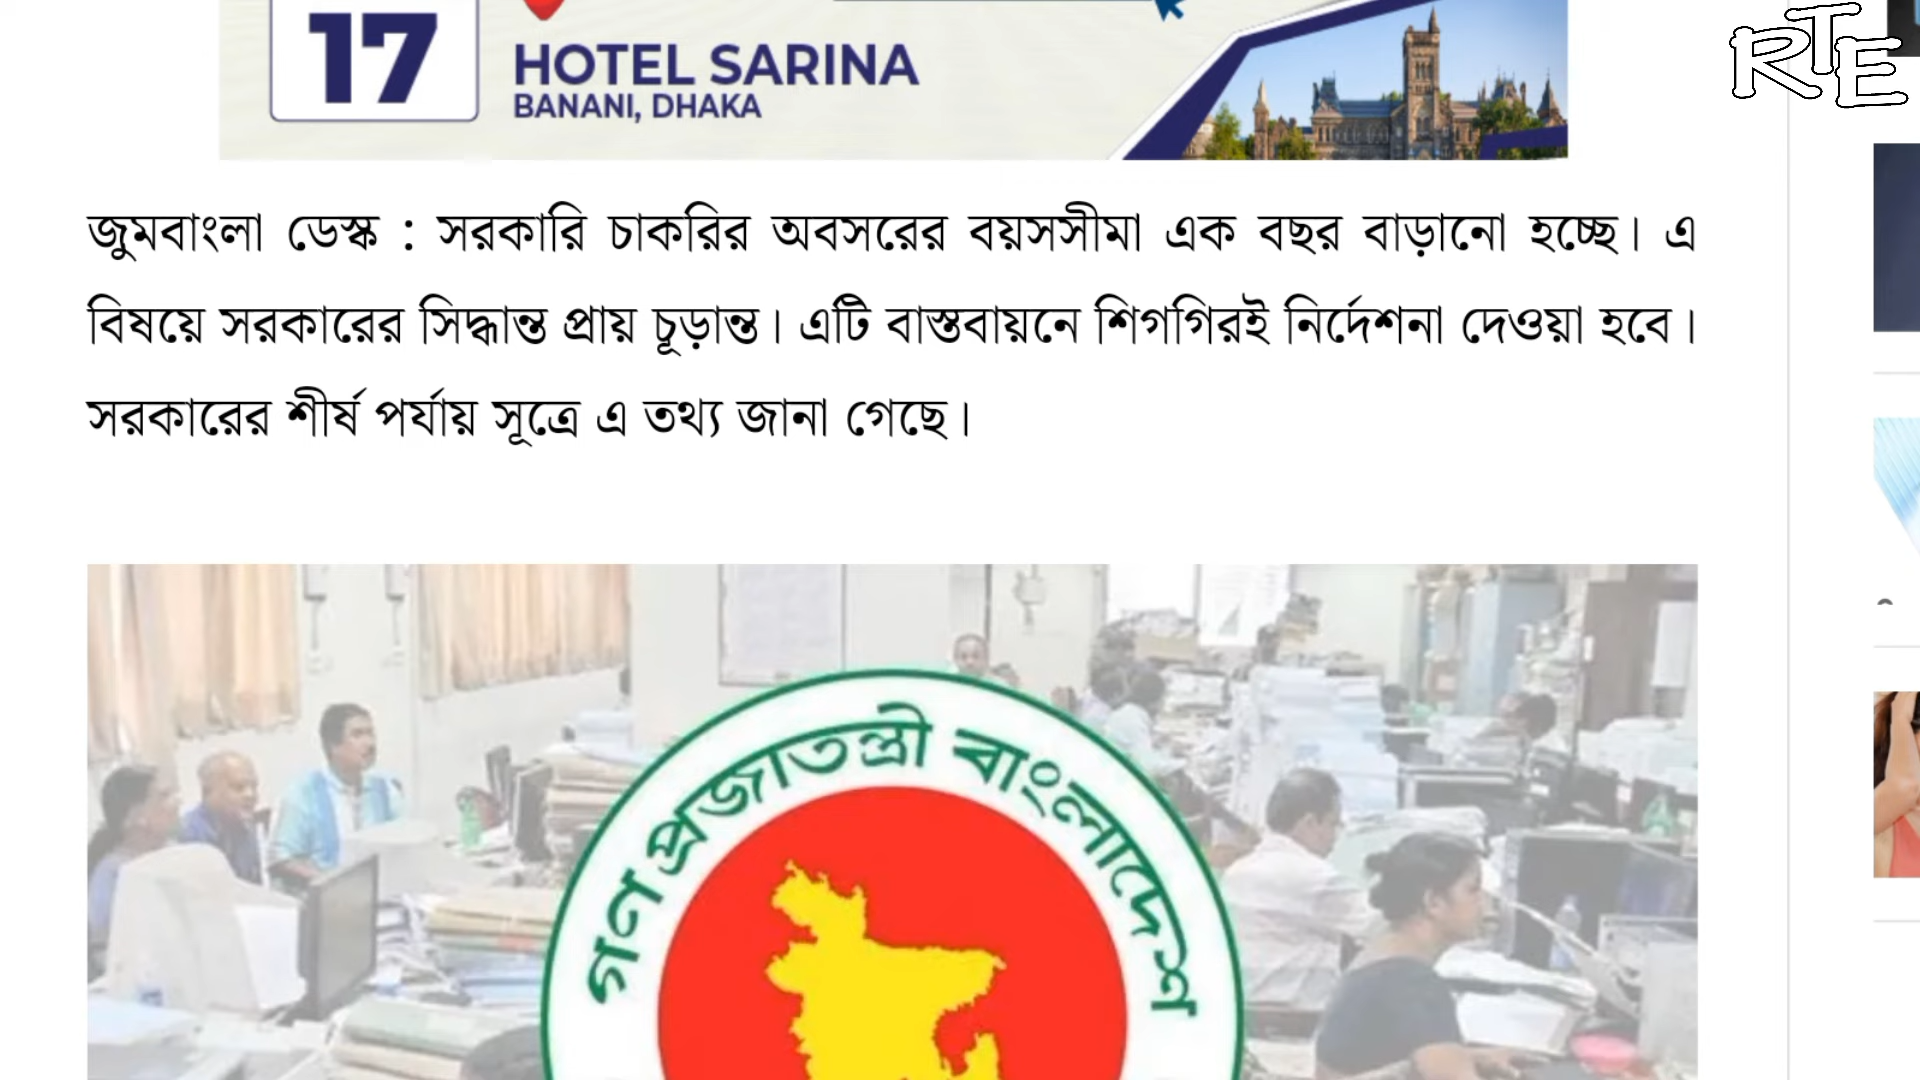 17
HOTEL SARINA
BANANI, DHAKA
RTE
জুমবাংলা ডেস্ক : সরকারি চাকরির অবসরের বয়সসীমা এক বছর বাড়ানো হচ্ছে। এ
বিষয়ে সরকারের সিদ্ধান্ত প্রায় চূড়ান্ত। এটি বাস্তবায়নে শিগগিরই নির্দেশনা দেওয়া হবে।
সরকারের শীর্ষ পর্যায় সূত্রে এ তথ্য জানা গেছে।
গণ প্রজাতন্ত্রী বাংলাদেশ